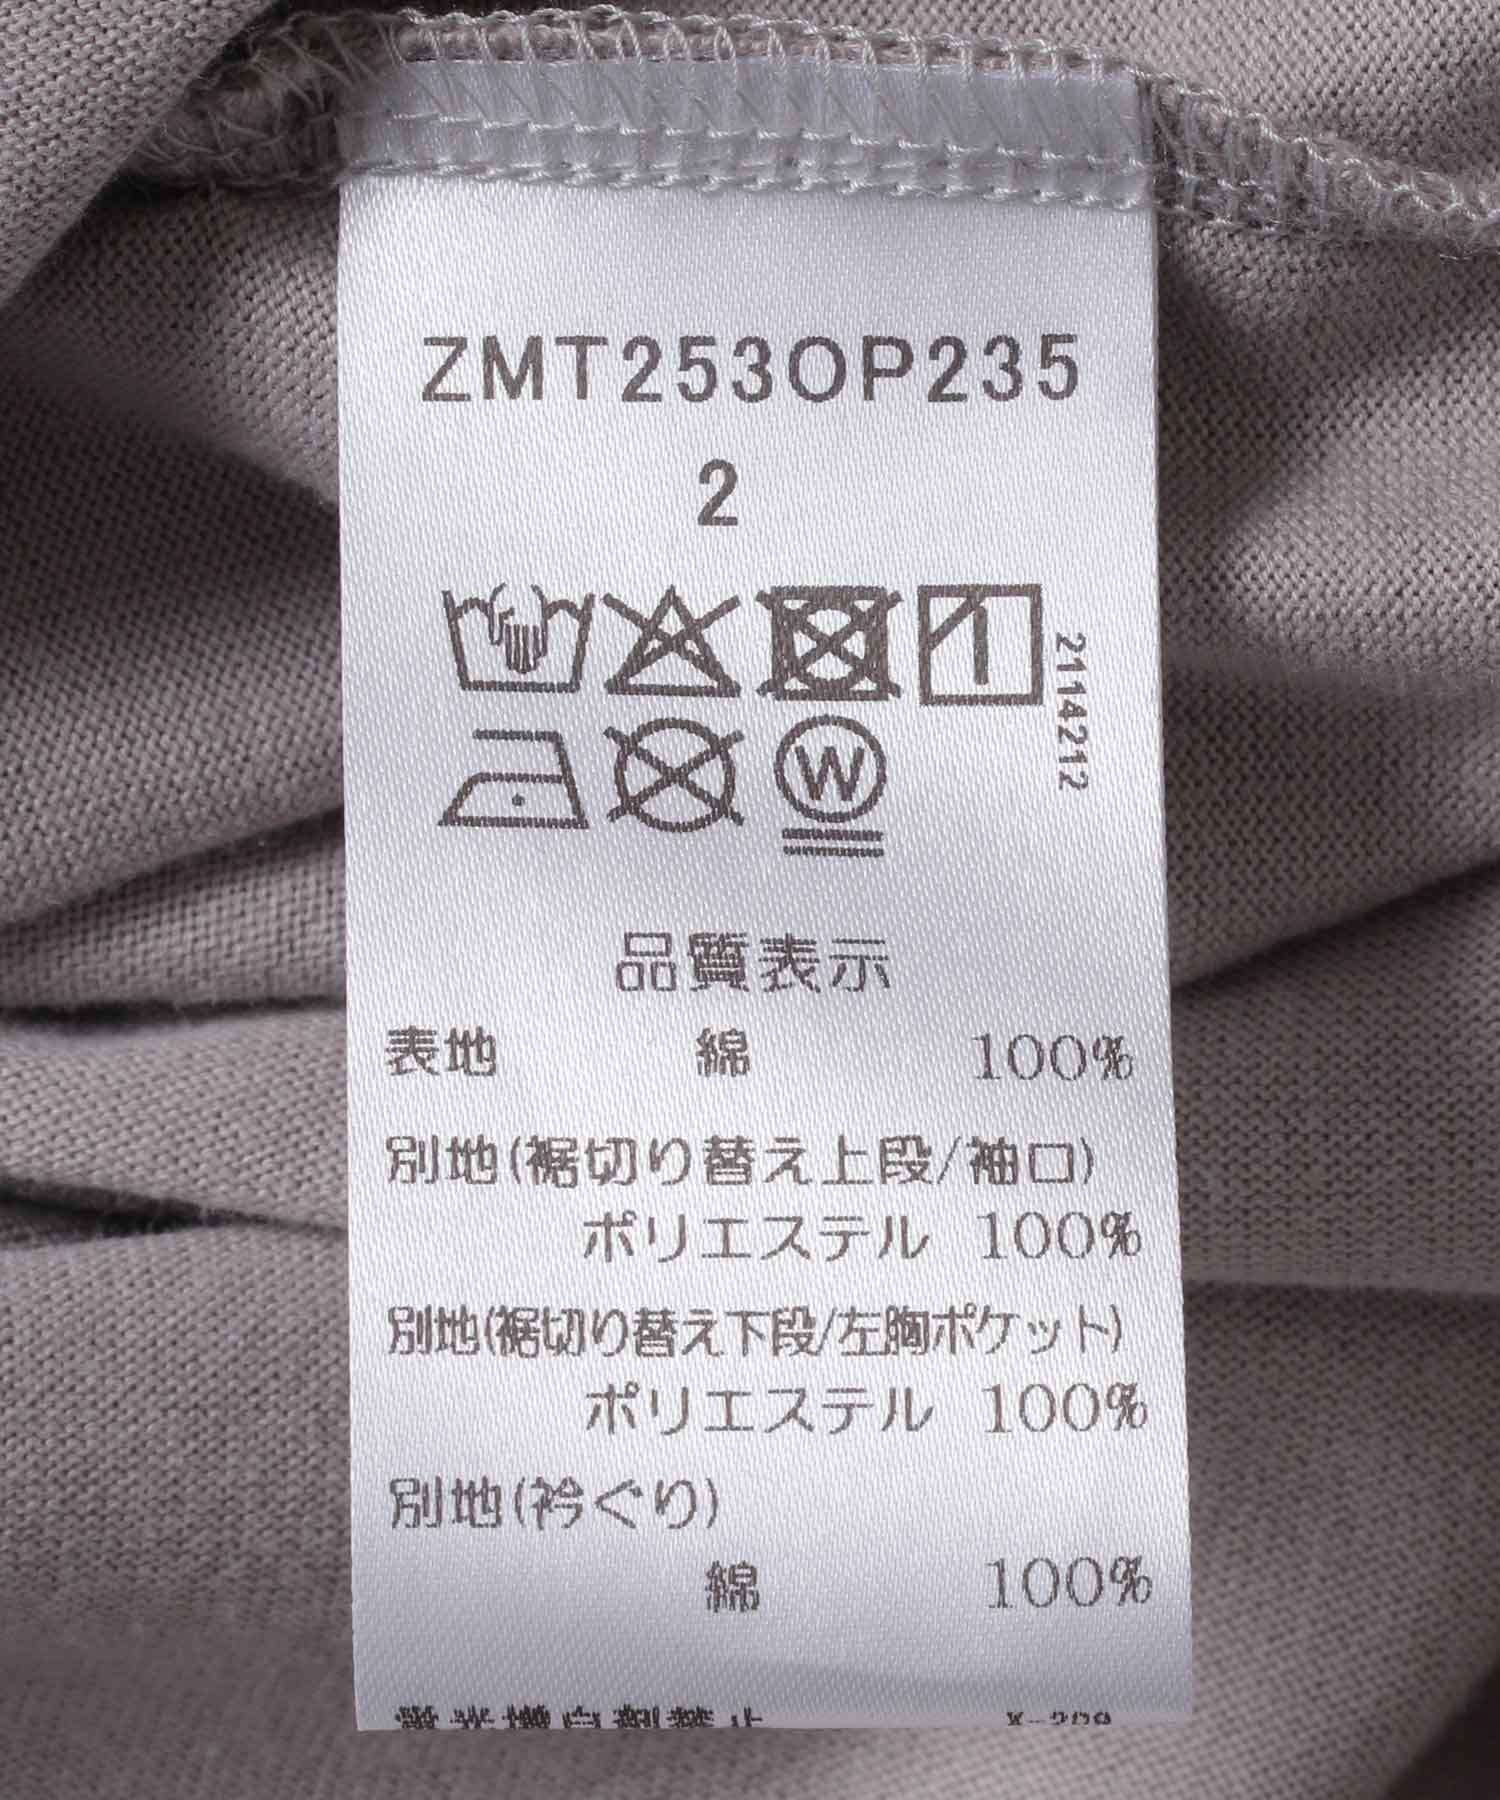 ZMT253OP235
2
2114212
W
品質表示
表地 綿 100%
別地(裾切り替え上段/袖口)
ポリエステル 100%
別地(裾切り替え下段/左胸ポケット)
ポリエステル 100%
別地(衿ぐり)
綿 100%